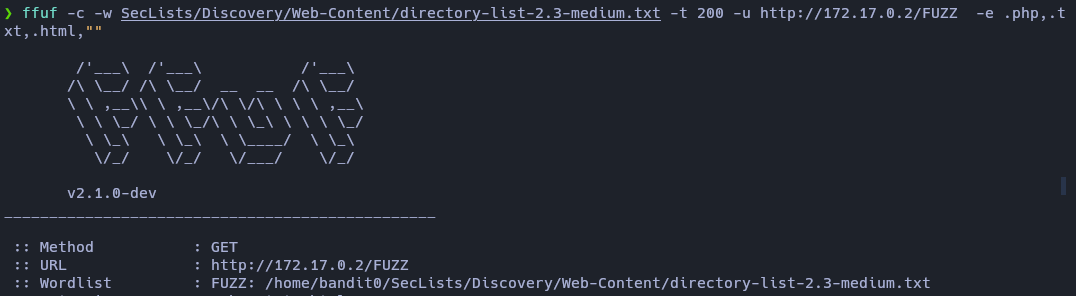 ❯ ffuf -c -w SecLists/Discovery/Web-Content/directory-list-2.3-medium.txt -t 200 -u http://172.17.0.2/FUZZ  -e .php,.t
xt,.html,""
        /'___\  /'___\           /'___\
       /\ \__/ /\ \__/  __  __  /\ \__/
       \ \ ,__\\ \ ,__\/\ \/\ \ \ \ ,__\
        \ \ \_/ \ \ \_/\ \ \_\ \ \ \ \_/
         \ \_\   \ \_\  \ \____/  \ \_\
          \/_/    \/_/   \/___/    \/_/
       v2.1.0-dev
________________________________________________
 :: Method           : GET
 :: URL              : http://172.17.0.2/FUZZ
 :: Wordlist         : FUZZ: /home/bandit0/SecLists/Discovery/Web-Content/directory-list-2.3-medium.txt